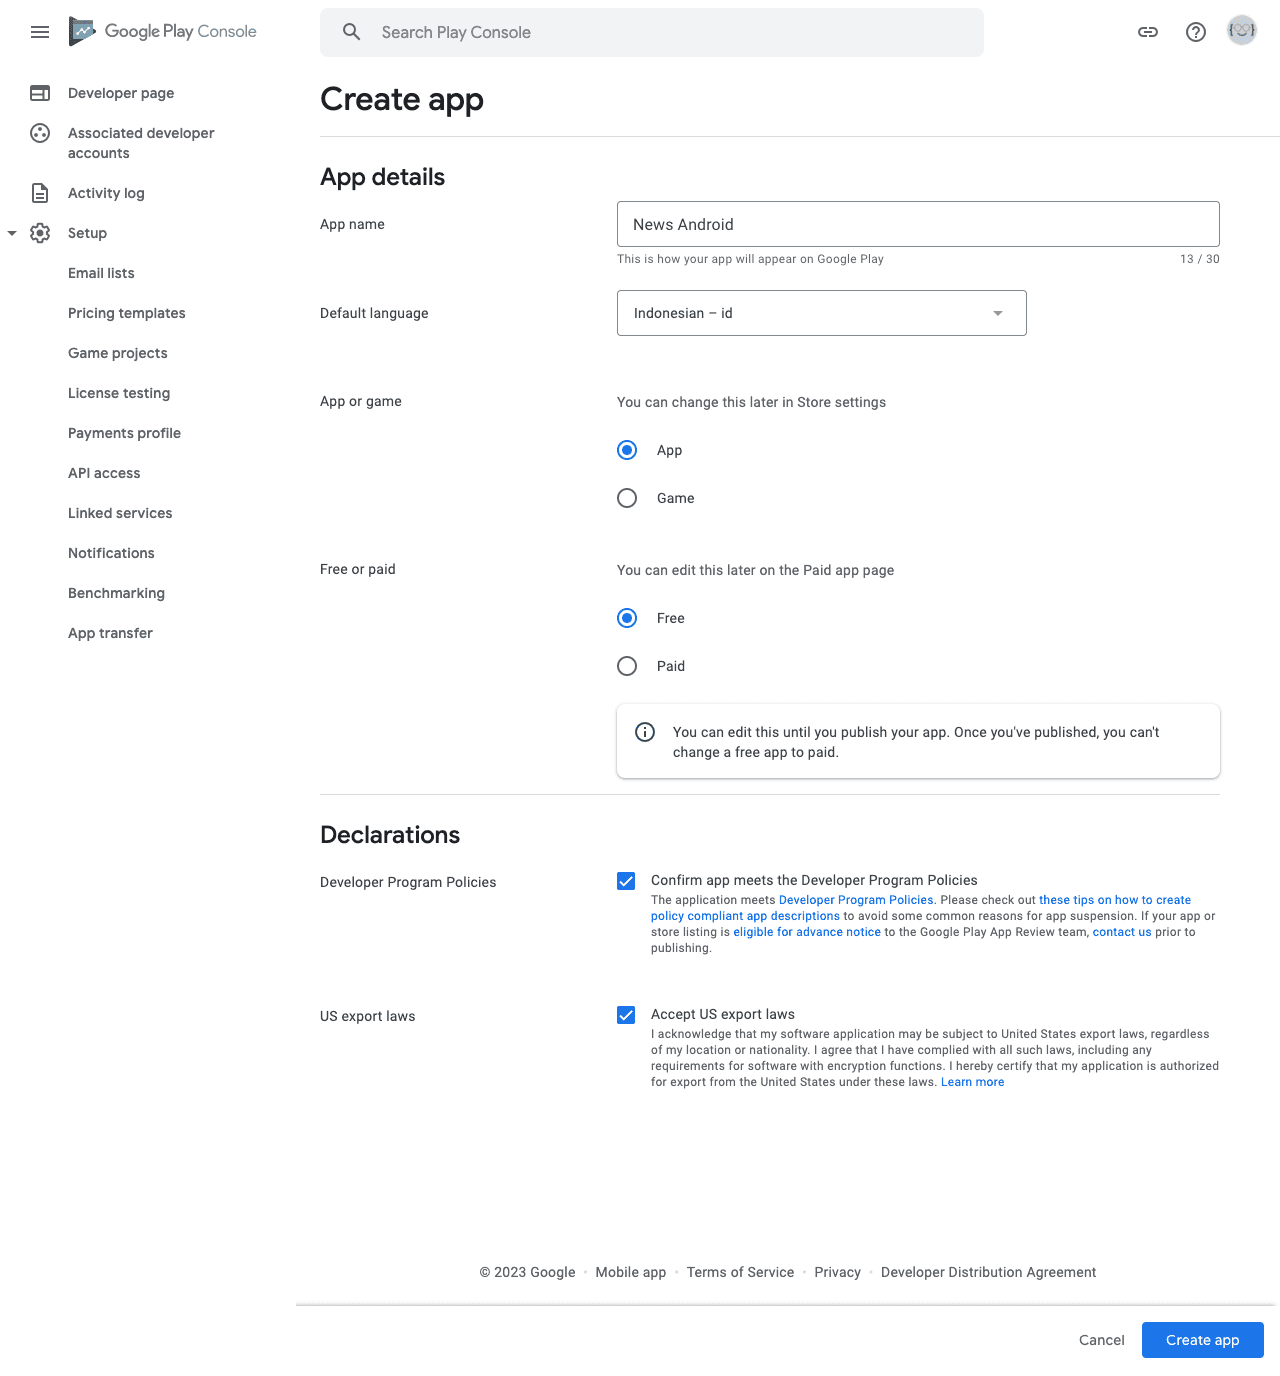 Google Play Console
Search Play Console
Developer page
Associated developer
accounts
Activity log
Setup
Email lists
Pricing templates
Game projects
License testing
Payments profile
API access
Linked services
Notifications
Benchmarking
App transfer
Create app
App details
App name
News Android
This is how your app will appear on Google Play
13 / 30
Default language
Indonesian – id
App or game
You can change this later in Store settings
App
Game
Free or paid
You can edit this later on the Paid app page
Free
Paid
You can edit this until you publish your app. Once you've published, you can't
change a free app to paid.
Declarations
Developer Program Policies
Confirm app meets the Developer Program Policies
The application meets Developer Program Policies. Please check out these tips on how to create
policy compliant app descriptions to avoid some common reasons for app suspension. If your app or
store listing is eligible for advance notice to the Google Play App Review team, contact us prior to
publishing.
US export laws
Accept US export laws
I acknowledge that my software application may be subject to United States export laws, regardless
of my location or nationality. I agree that I have complied with all such laws, including any
requirements for software with encryption functions. I hereby certify that my application is authorized
for export from the United States under these laws. Learn more
© 2023 Google · Mobile app · Terms of Service · Privacy · Developer Distribution Agreement
Cancel
Create app